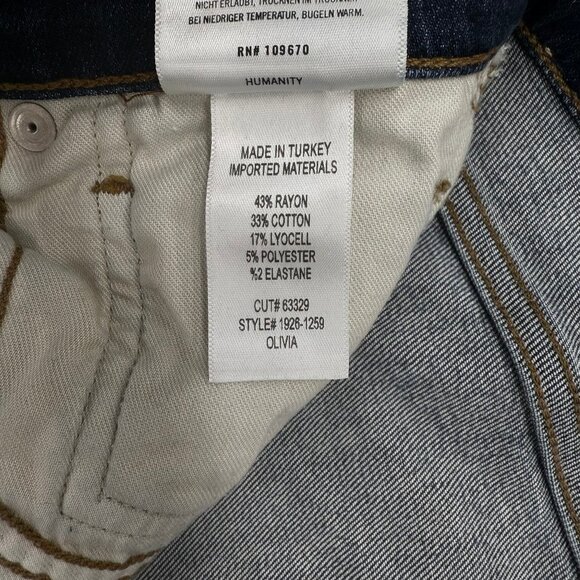 NICHT ERLAUBT, TROCKNEN IM
BEI NIEDRIGER TEMPERATUR, BUGELN WARM.
RN# 109670
HUMANITY
MADE IN TURKEY
IMPORTED MATERIALS
43% RAYON
33% COTTON
17% LYOCELL
5% POLYESTER
%2 ELASTANE
CUT# 63329
STYLE# 1926-1259
OLIVIA